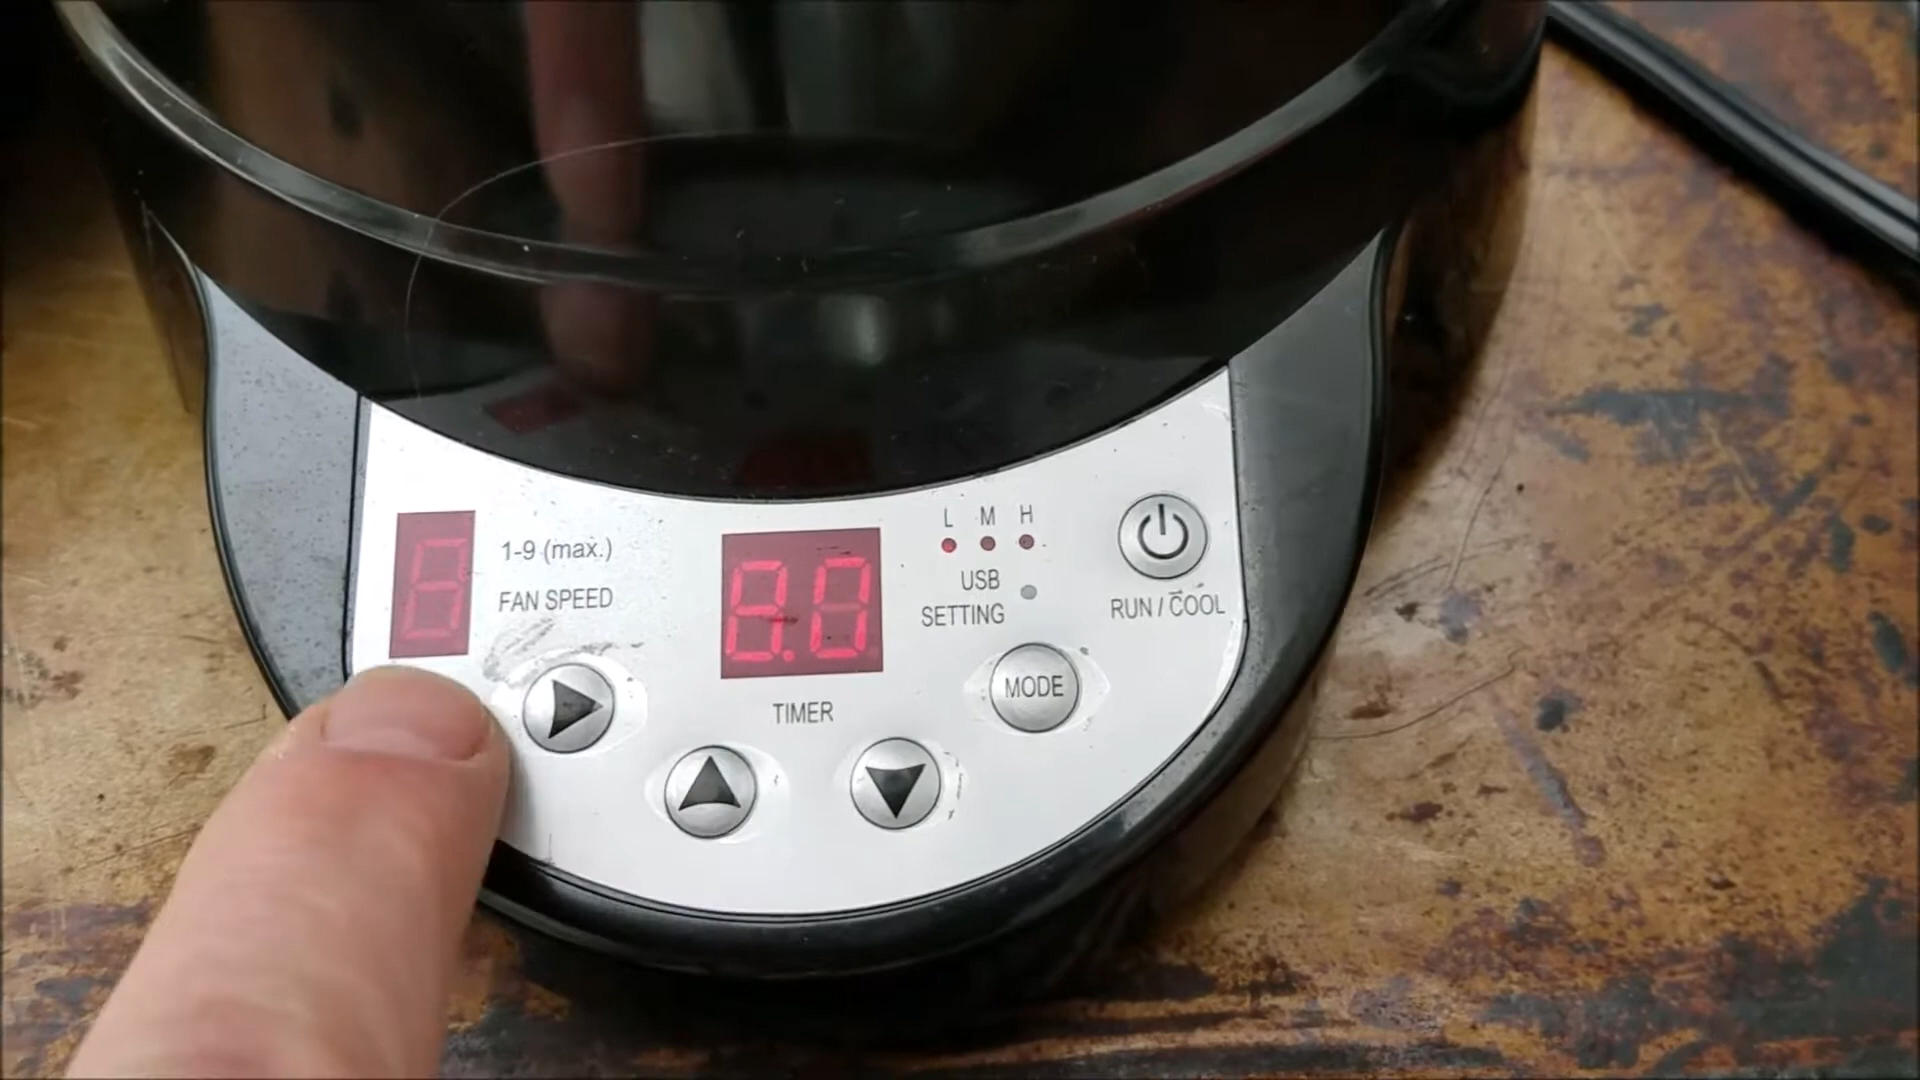 1-9 (max.)
FAN SPEED
TIMER
L M H
USB
SETTING
MODE
RUN / COOL